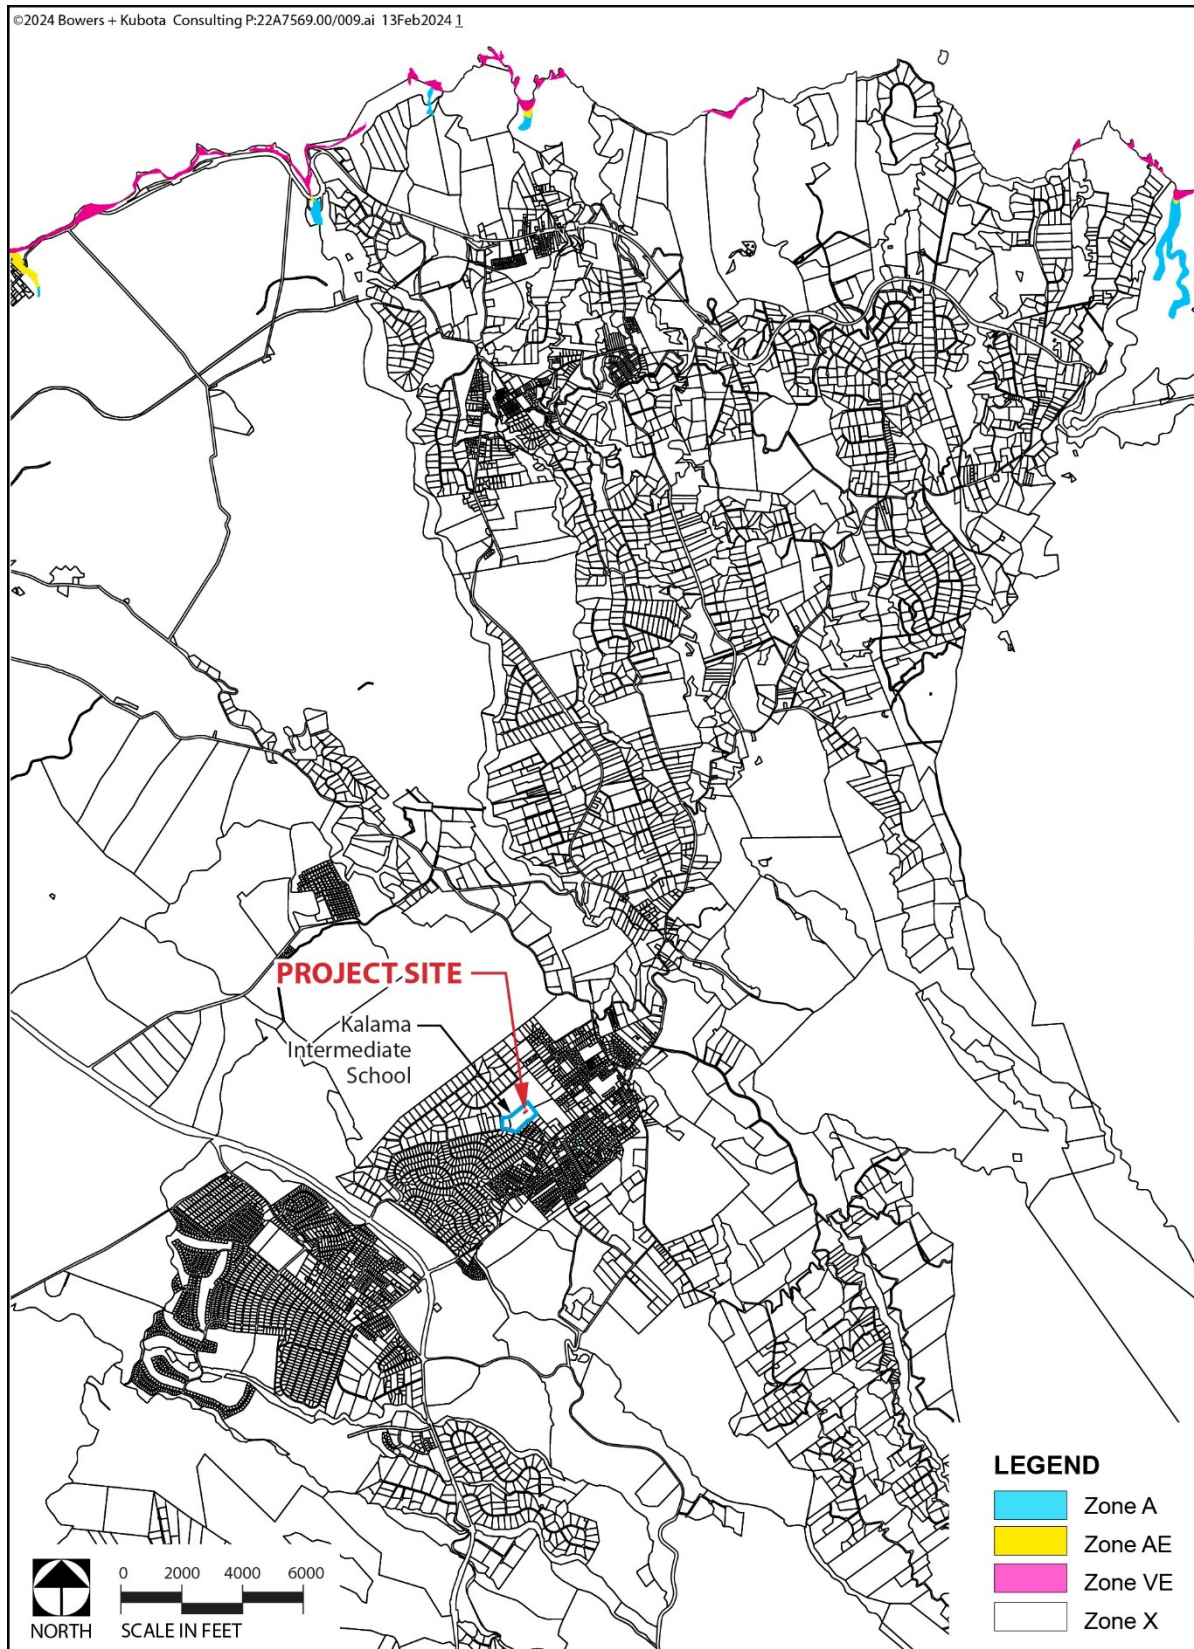 ©2024 Bowers + Kubota Consulting P:22A7569.00/009.ai 13Feb2024 1
PROJECT SITE
Kalama
Intermediate
School
LEGEND
Zone A
Zone AE
Zone VE
Zone X
0 2000 4000 6000
NORTH
SCALE IN FEET